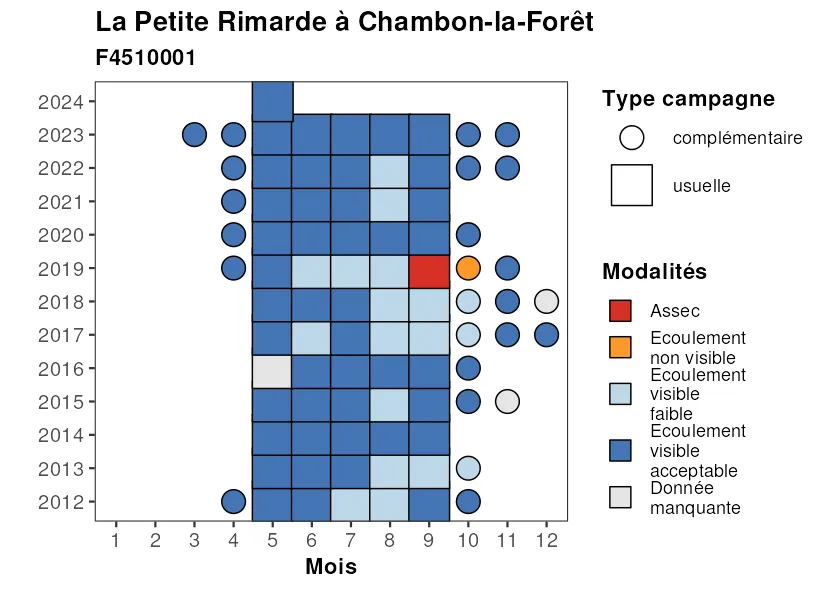 La Petite Rimarde à Chambon-la-Forêt
F4510001
2024
2023
2022
2021
2020
2019
2018
2017
2016
2015
2014
2013
2012
1 2 3 4 5 6 7 8 9 10 11 12
Mois
Type campagne
complémentaire
usuelle
Modalités
Assec
Ecoulement
non visible
Ecoulement
visible
faible
Ecoulement
visible
acceptable
Donnée
manquante